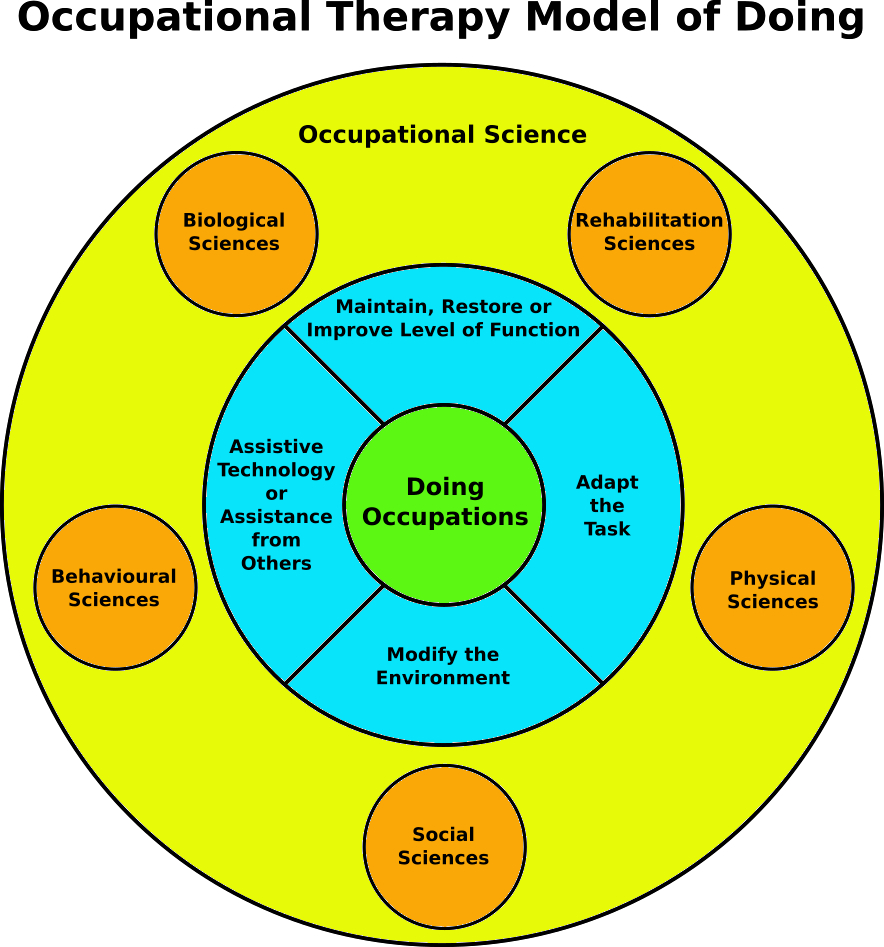 Occupational Therapy Model of Doing
Occupational Science
Biological
Sciences
Rehabilitation
Sciences
Maintain, Restore or
Improve Level of Function
Assistive
Technology
or
Assistance
from
Others
Doing
Occupations
Adapt
the
Task
Behavioural
Sciences
Physical
Sciences
Modify the
Environment
Social
Sciences